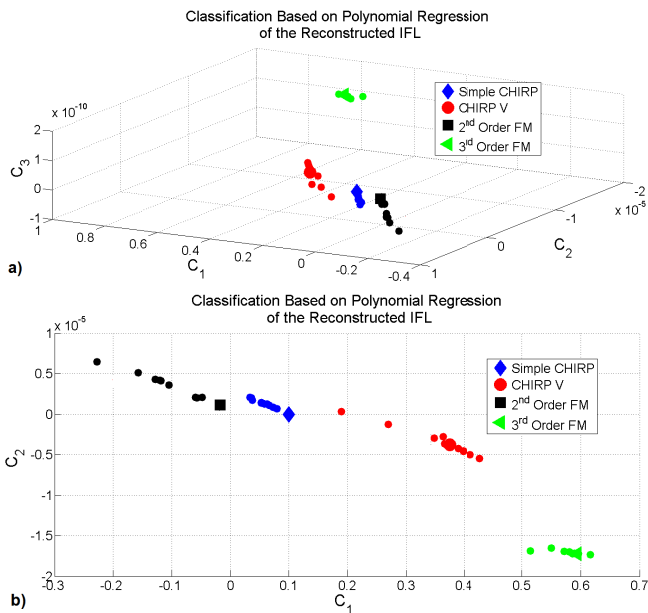 Classification Based on Polynomial Regression
of the Reconstructed IFL
x 10⁻¹⁰
2
1
0
-1
C₃
1
0.8
0.6
0.4
0.2
0
-0.2
-0.4
C₁
1
0
-1
-2
x 10⁻⁵
C₂
Smple CHIRP
CHIRP V
2ⁿᵈ Order FM
3ʳᵈ Order FM
a)
Classification Based on Polynomial Regression
of the Reconstructed IFL
x 10⁻⁵
1
0.5
0
-0.5
-1
-1.5
-2
C₂
Simple CHIRP
CHIRP V
2ⁿᵈ Order FM
3ʳᵈ Order FM
-0.3 -0.2 -0.1 0 0.1 0.2 0.3 0.4 0.5 0.6 0.7
C₁
b)